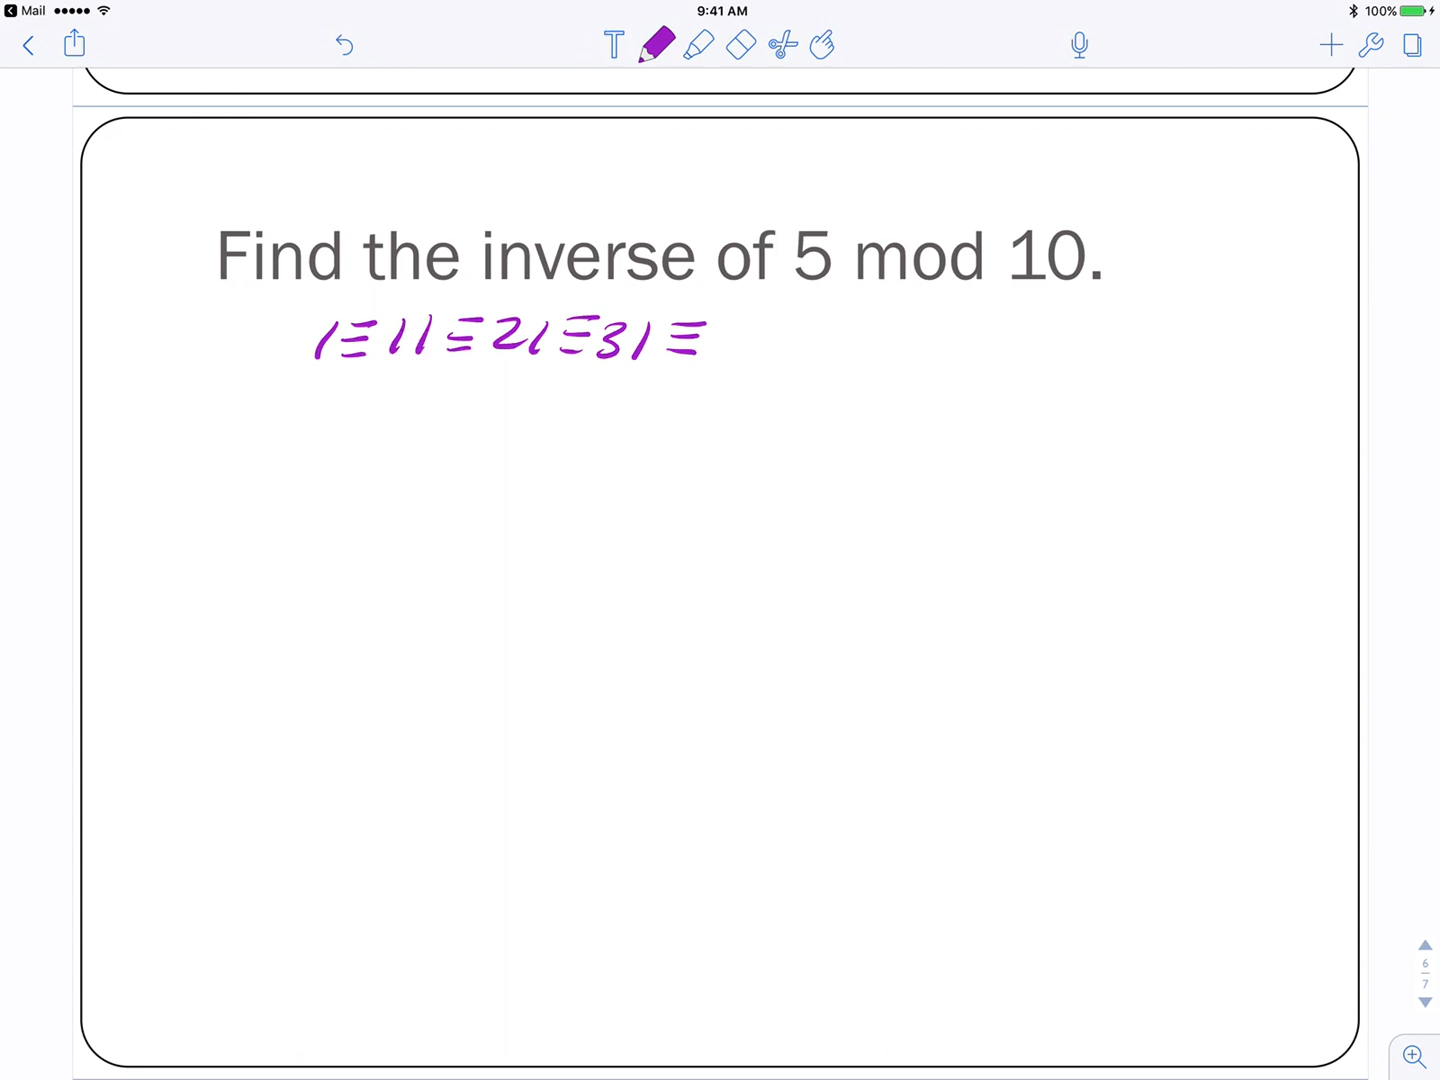 Mail 9:41 AM 100%
T
Find the inverse of 5 mod 10.
1≡11≡21≡31≡
6
7